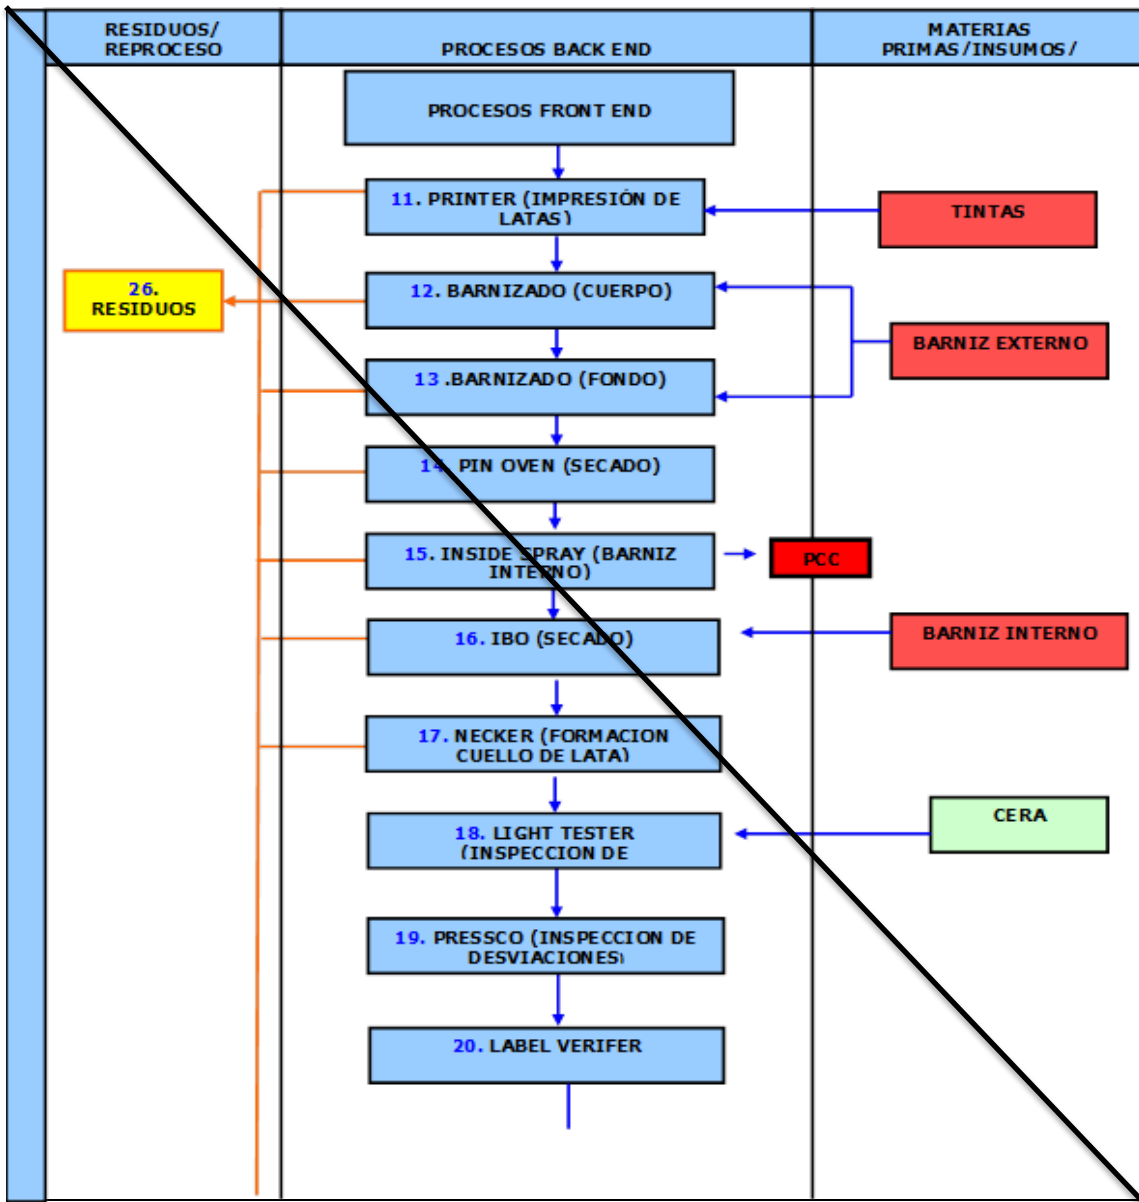 RESIDUOS/
REPROCESO
PROCESOS BACK END
MATERIAS
PRIMAS/INSUMOS/
PROCESOS FRONT END
11. PRINTER (IMPRESIÓN DE
LATAS)
TINTAS
26.
RESIDUOS
12. BARNIZADO (CUERPO)
BARNIZ EXTERNO
13 .BARNIZADO (FONDO)
14. PIN OVEN (SECADO)
15. INSIDE SPRAY (BARNIZ
INTERNO)
PCC
16. IBO (SECADO)
BARNIZ INTERNO
17. NECKER (FORMACION
CUELLO DE LATA)
18. LIGHT TESTER
(INSPECCION DE
CERA
19. PRESSCO (INSPECCION DE
DESVIACIONES)
20. LABEL VERIFER